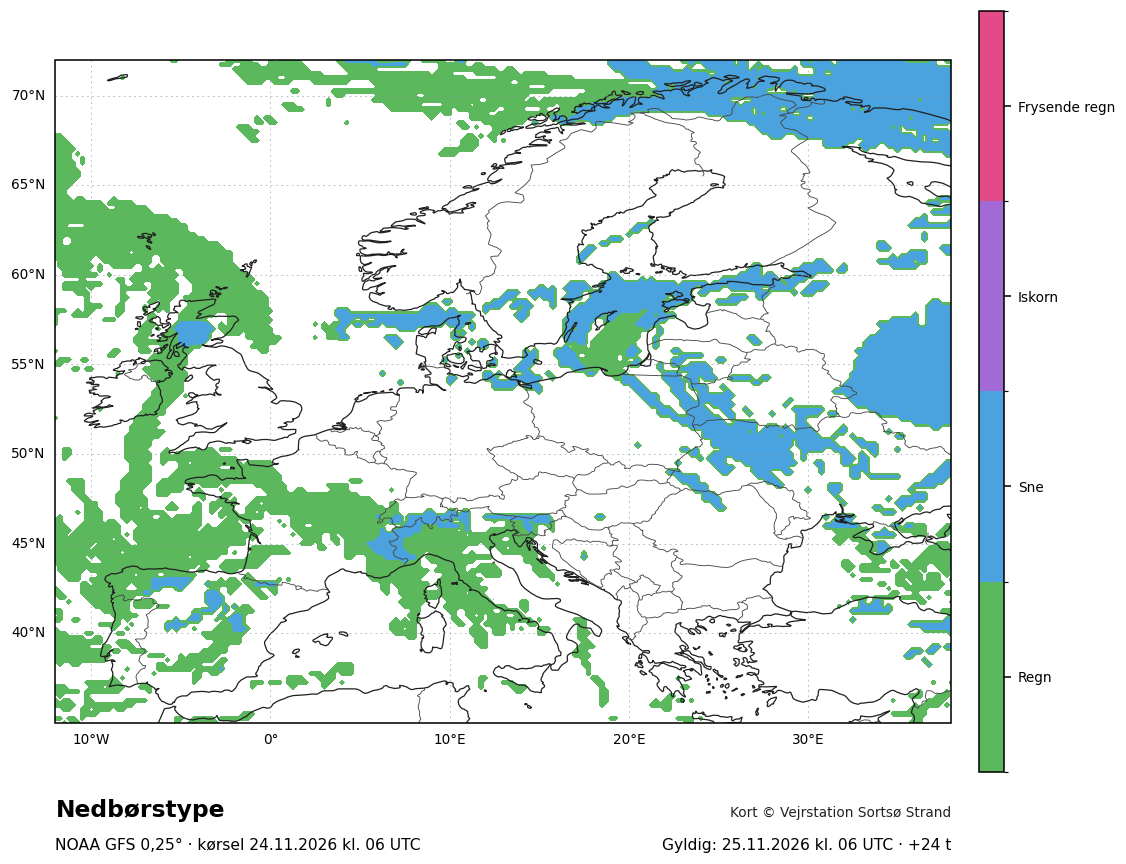 Frysende regn
Iskorn
Sne
Regn
70°N
65°N
60°N
55°N
50°N
45°N
40°N
10°W
0°
10°E
20°E
30°E
Nedbørstype
Kort © Vejrstation Sortsø Strand
NOAA GFS 0,25° · kørsel 24.11.2026 kl. 06 UTC
Gyldig: 25.11.2026 kl. 06 UTC · +24 t